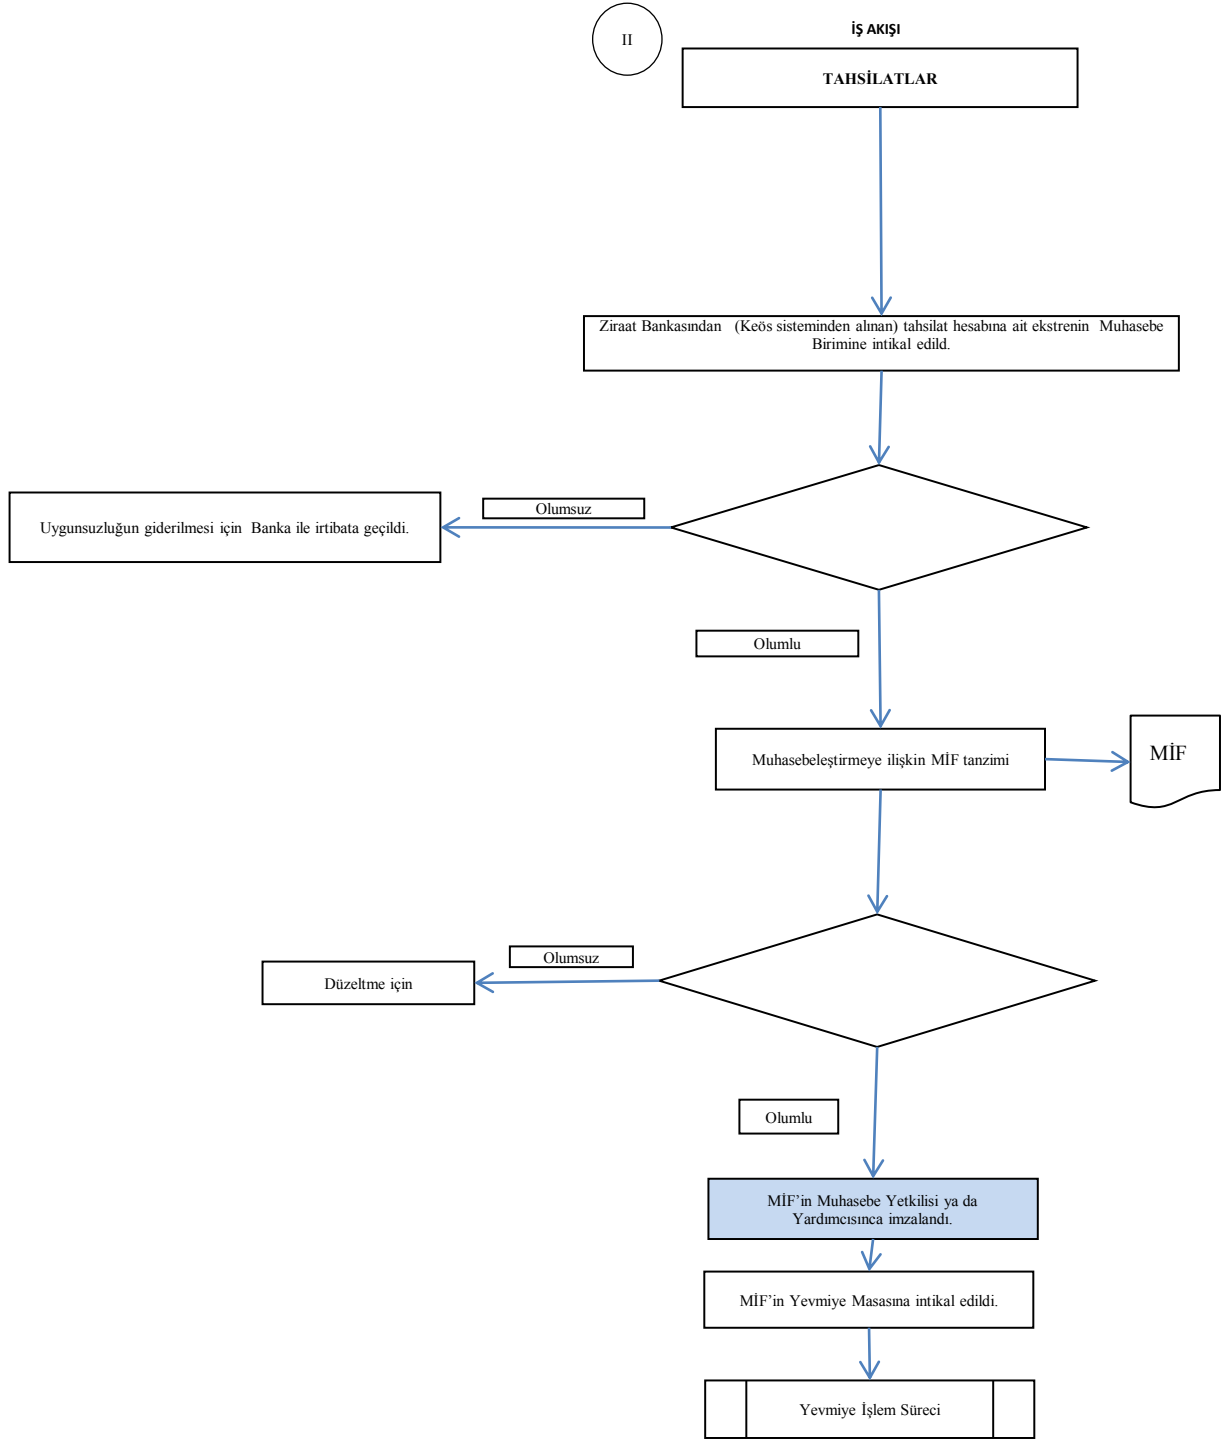 II
İŞ AKIŞI
TAHSİLATLAR
Ziraat Bankasından (Keös sisteminden alınan) tahsilat hesabına ait ekstrenin Muhasebe
Birimine intikal edild.
Olumsuz
Uygunsuzluğun giderilmesi için Banka ile irtibata geçildi.
Olumlu
Muhasebeleştirmeye ilişkin MİF tanzimi
MİF
Olumsuz
Düzeltme için
Olumlu
MİF’in Muhasebe Yetkilisi ya da
Yardımcısınca imzalandı.
MİF’in Yevmiye Masasına intikal edildi.
Yevmiye İşlem Süreci